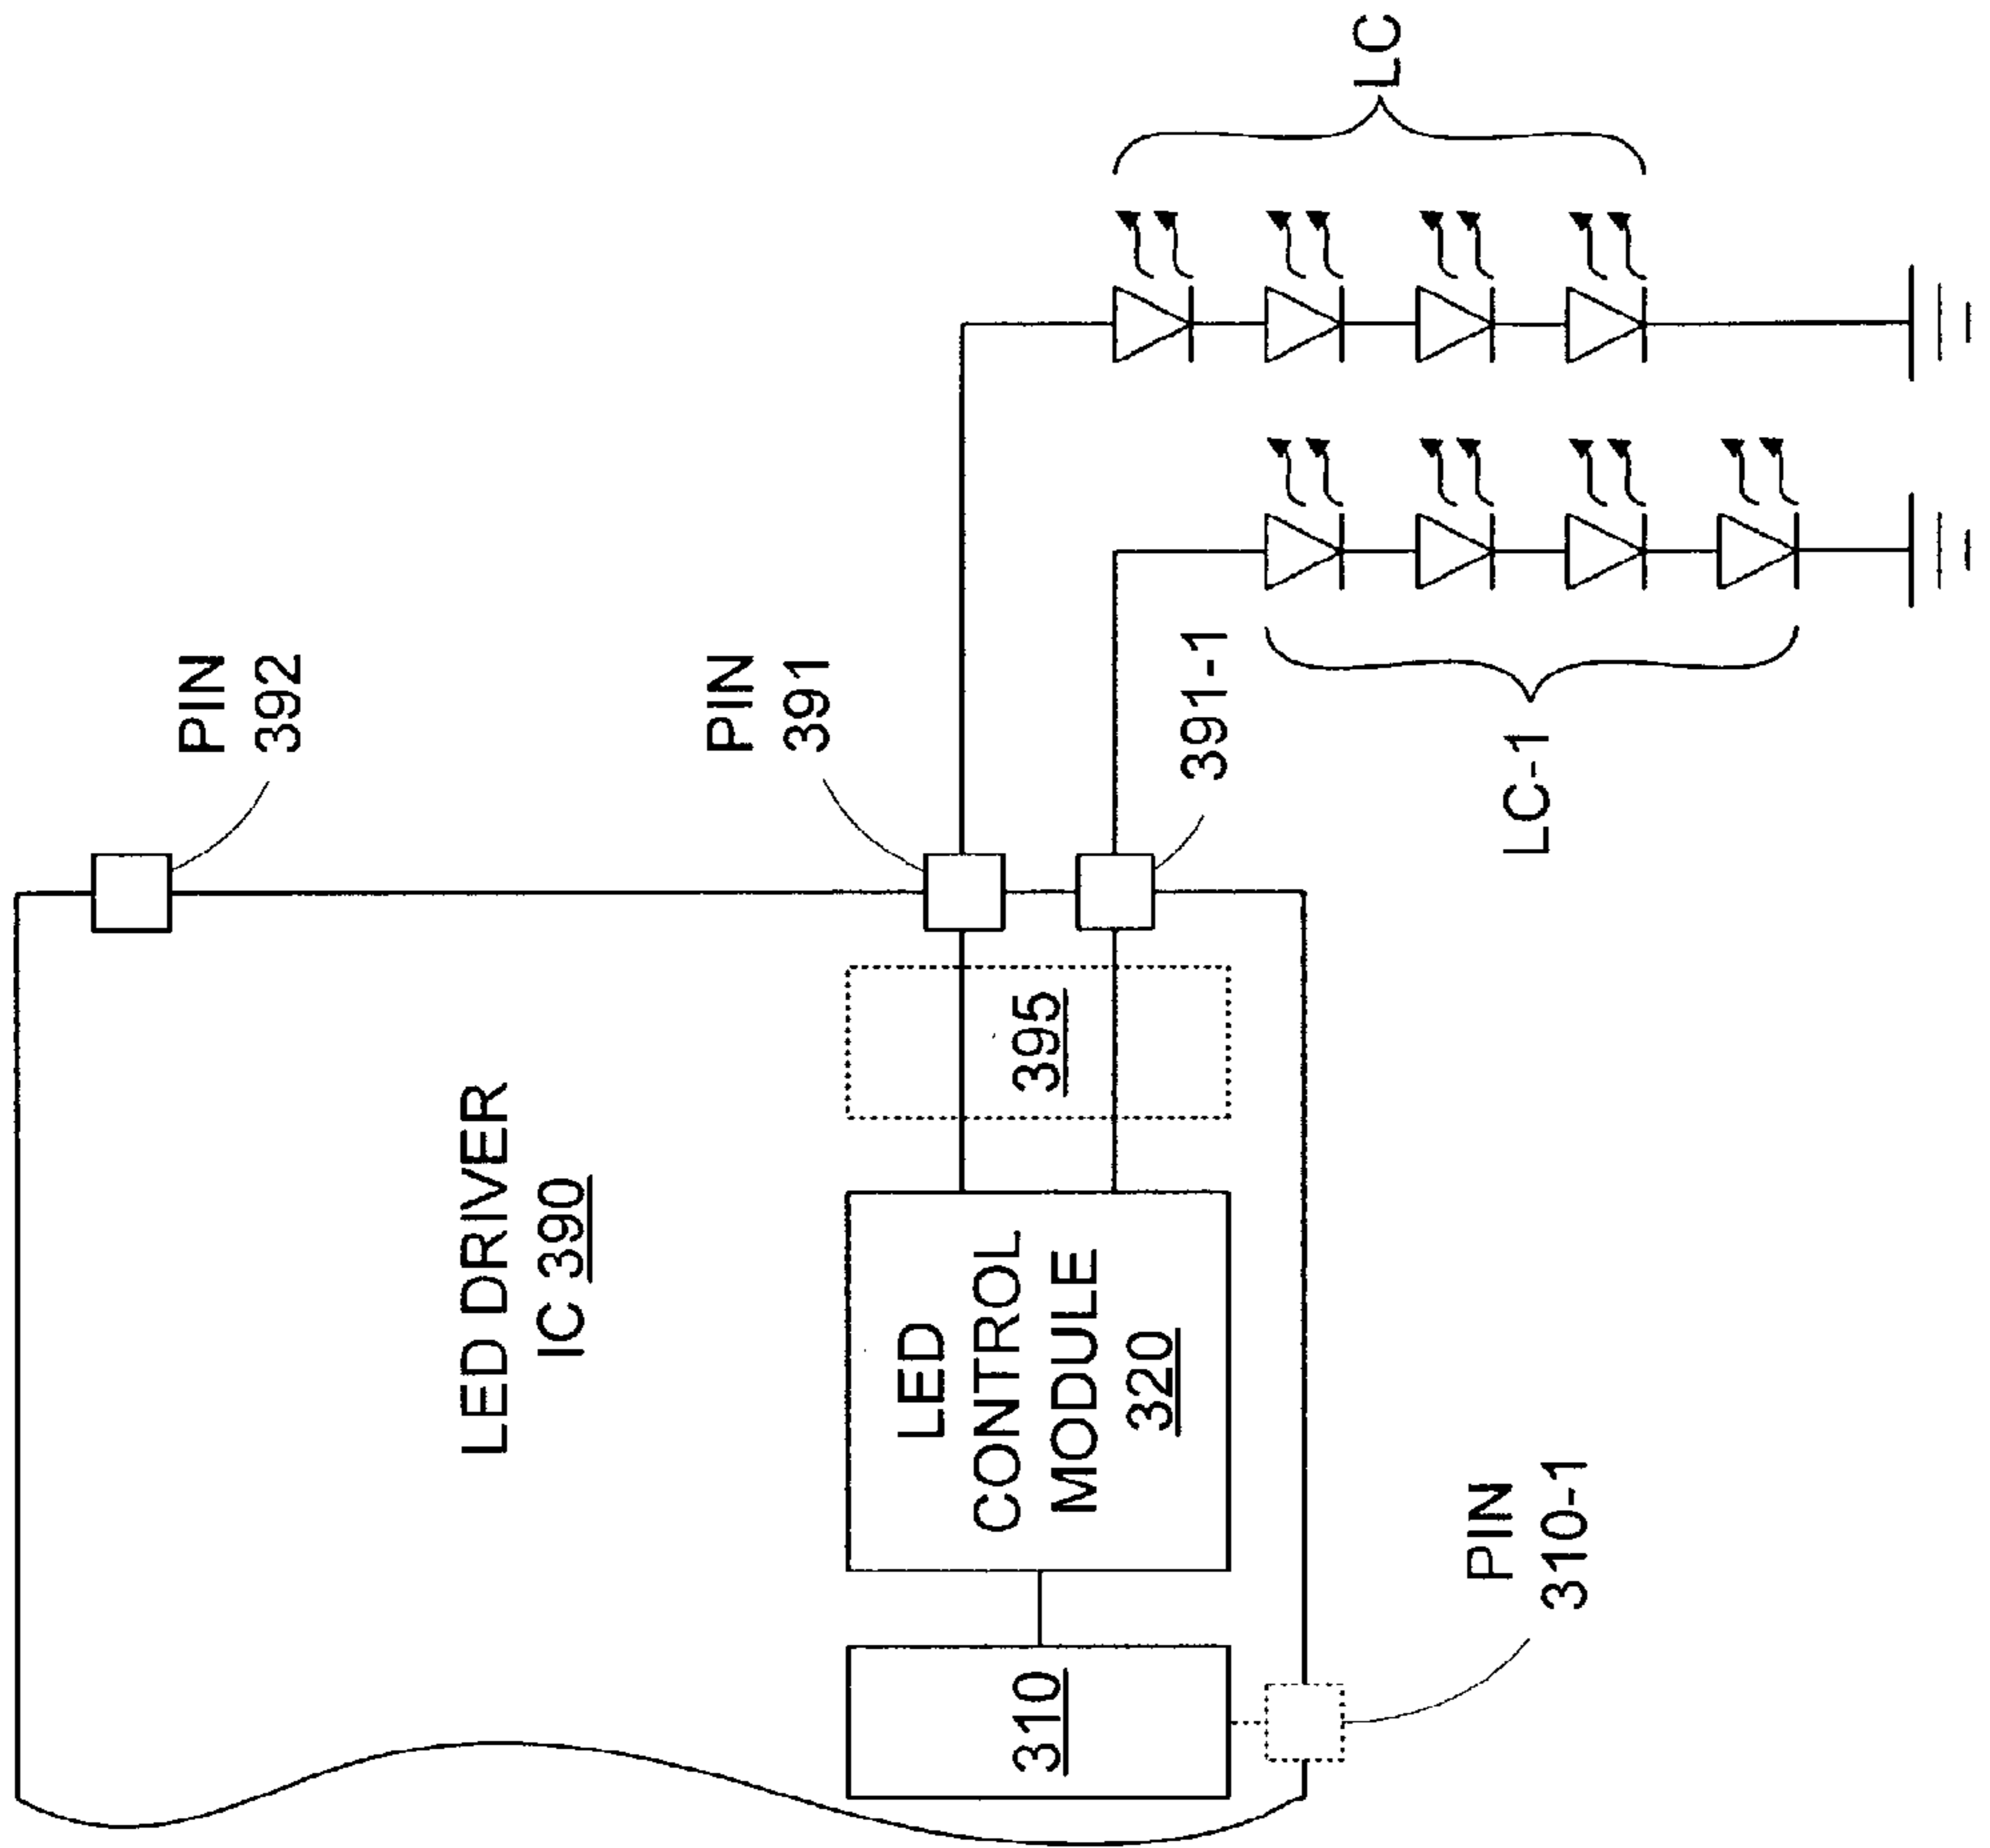 LED DRIVER
IC 390
PIN
392
PIN
391
391-1
395
LED
CONTROL
MODULE
320
310
PIN
310-1
LC-1
LC